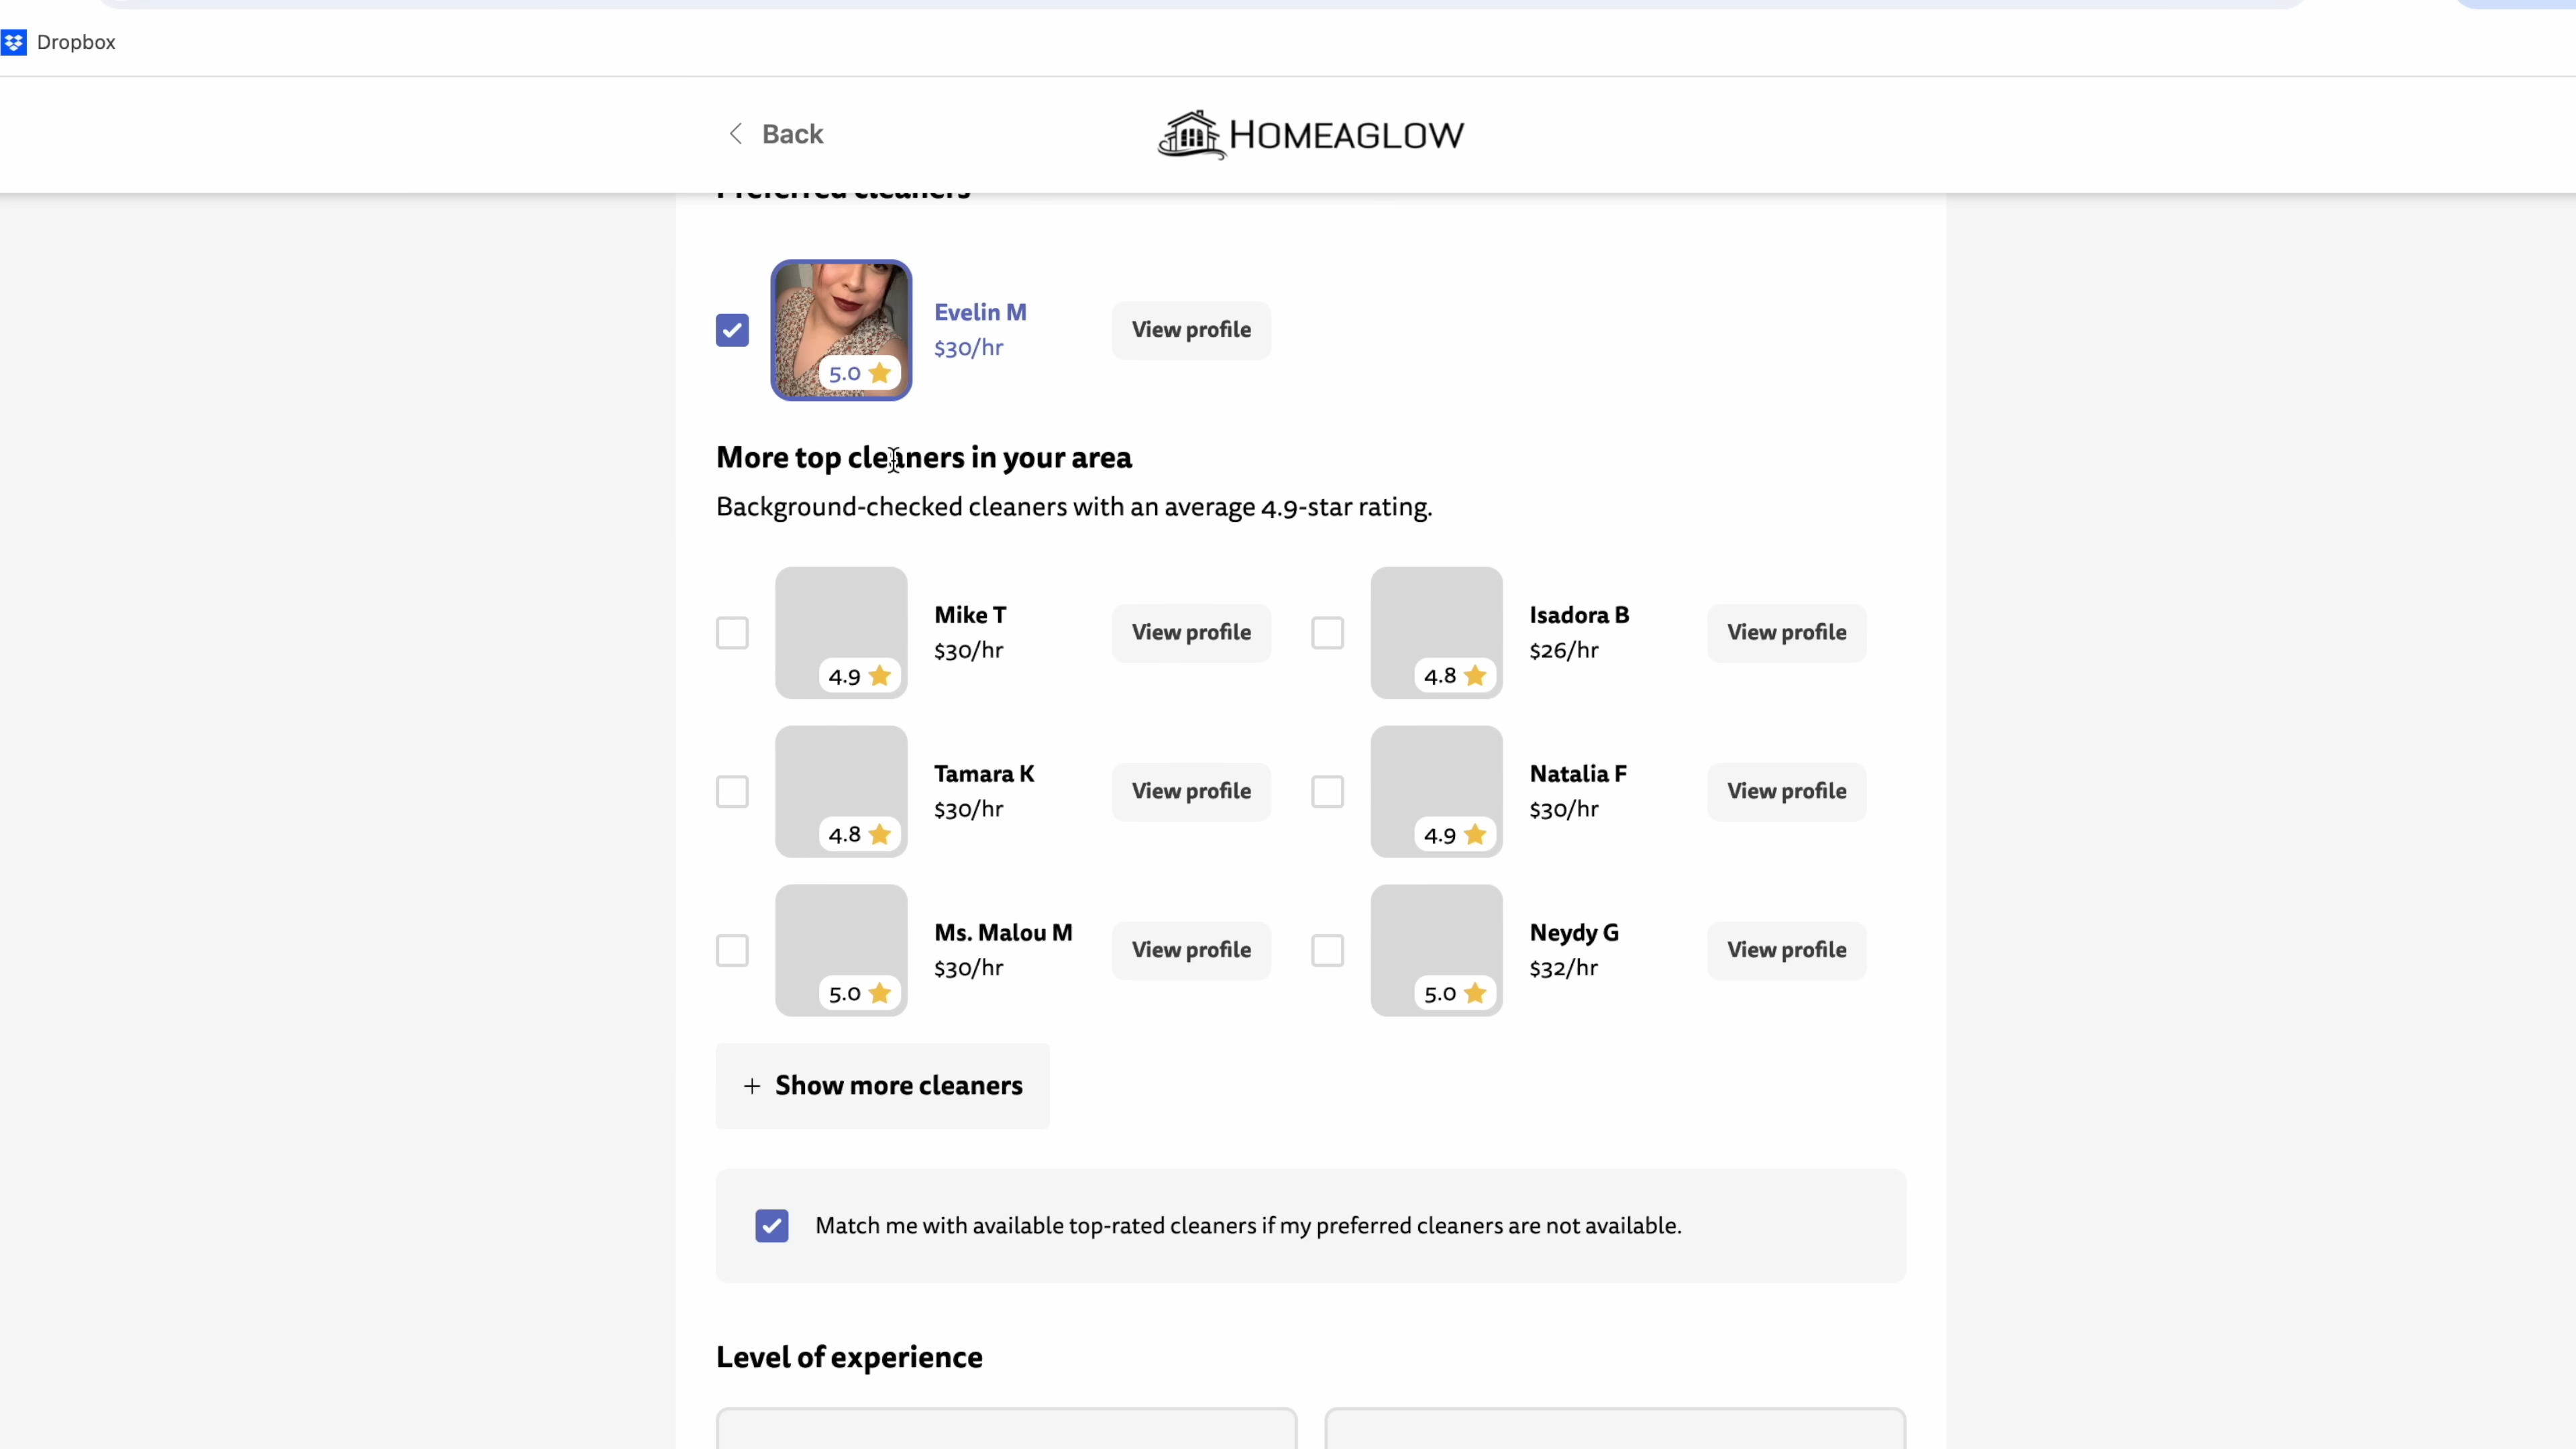 Dropbox
Back
HOMEAGLOW
Preferred cleaners
Evelin M
$30/hr
View profile
5.0
More top cleaners in your area
Background-checked cleaners with an average 4.9-star rating.
Mike T
$30/hr
View profile
4.9
Isadora B
$26/hr
View profile
4.8
Tamara K
$30/hr
View profile
4.8
Natalia F
$30/hr
View profile
4.9
Ms. Malou M
$30/hr
View profile
5.0
Neydy G
$32/hr
View profile
5.0
+ Show more cleaners
Match me with available top-rated cleaners if my preferred cleaners are not available.
Level of experience